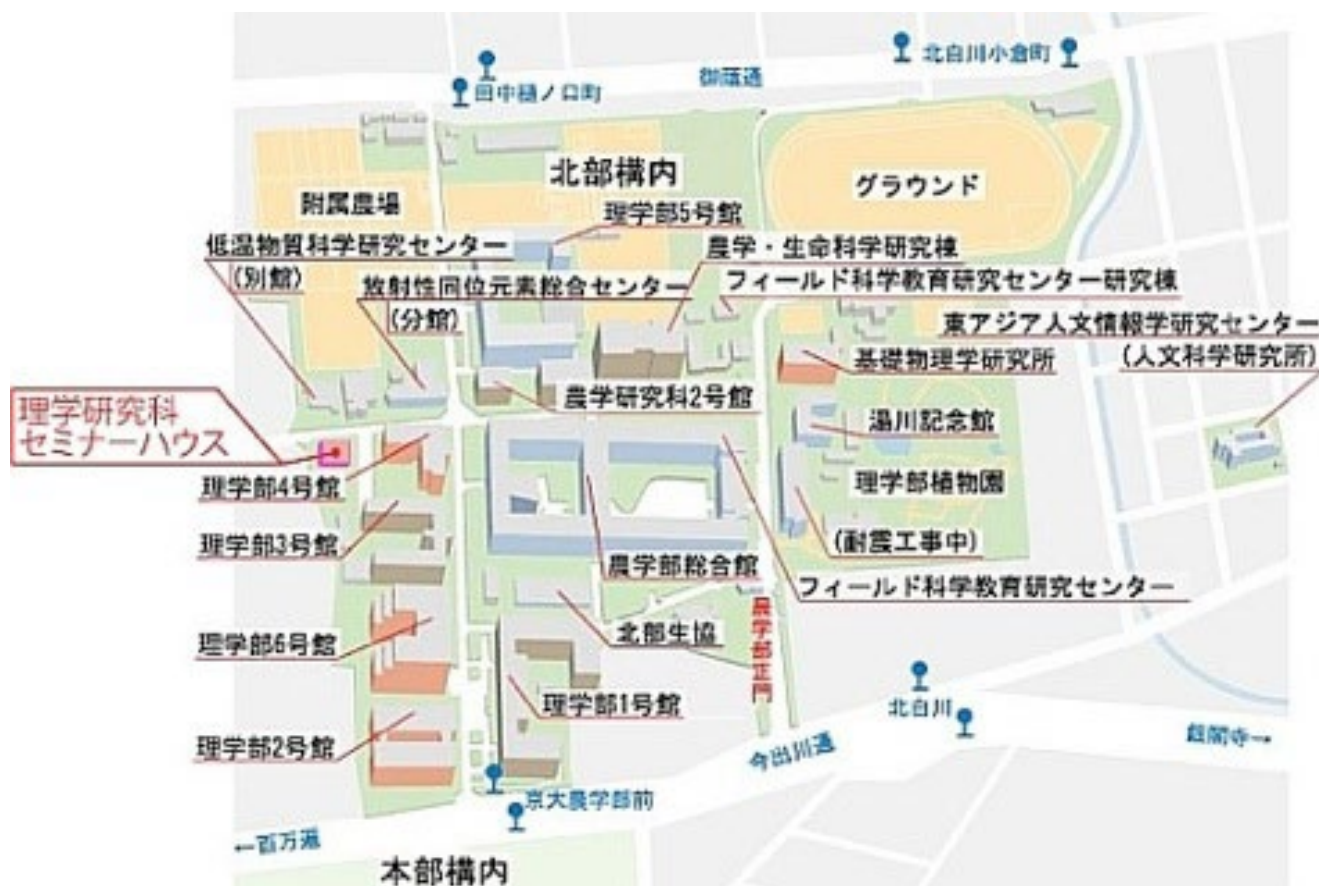 北白川小倉町
御蔭通
田中樋ノ口町
北部構内
グラウンド
附属農場
理学部5号館
低温物質科学研究センター
(別館)
農学・生命科学研究棟
放射性同位元素総合センター
(分館)
フィールド科学教育研究センター研究棟
東アジア人文情報学研究センター
(人文科学研究所)
基礎物理学研究所
農学研究科2号館
理学研究科
セミナーハウス
湯川記念館
理学部4号館
理学部植物園
理学部3号館
(耐震工事中)
農学部総合館
フィールド科学教育研究センター
農学部正門
北部生協
理学部6号館
理学部1号館
北白川
理学部2号館
今出川通
銀閣寺→
京大農学部前
←百万遍
本部構内